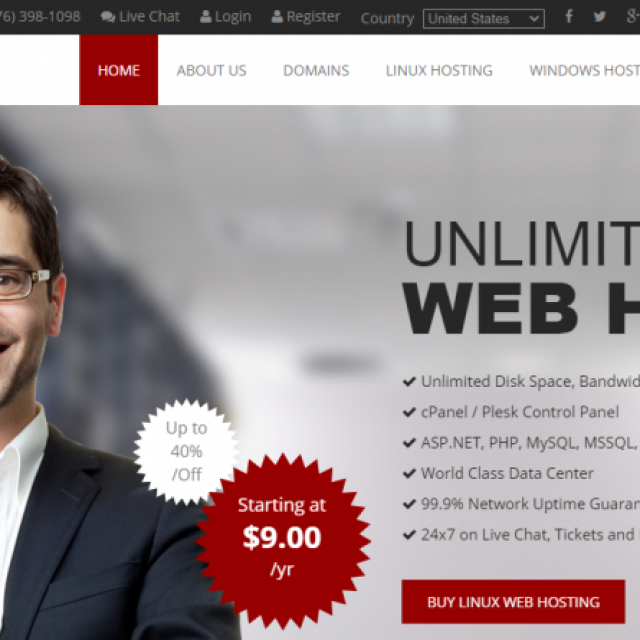 76) 398-1098 Live Chat Login Register Country United States
HOME ABOUT US DOMAINS LINUX HOSTING WINDOWS HOST
UNLIMIT
WEB H
Unlimited Disk Space, Bandwid
cPanel / Plesk Control Panel
ASP.NET, PHP, MySQL, MSSQL,
World Class Data Center
99.9% Network Uptime Guaran
24x7 on Live Chat, Tickets and
BUY LINUX WEB HOSTING
Up to
40%
/Off
Starting at
$9.00
/yr